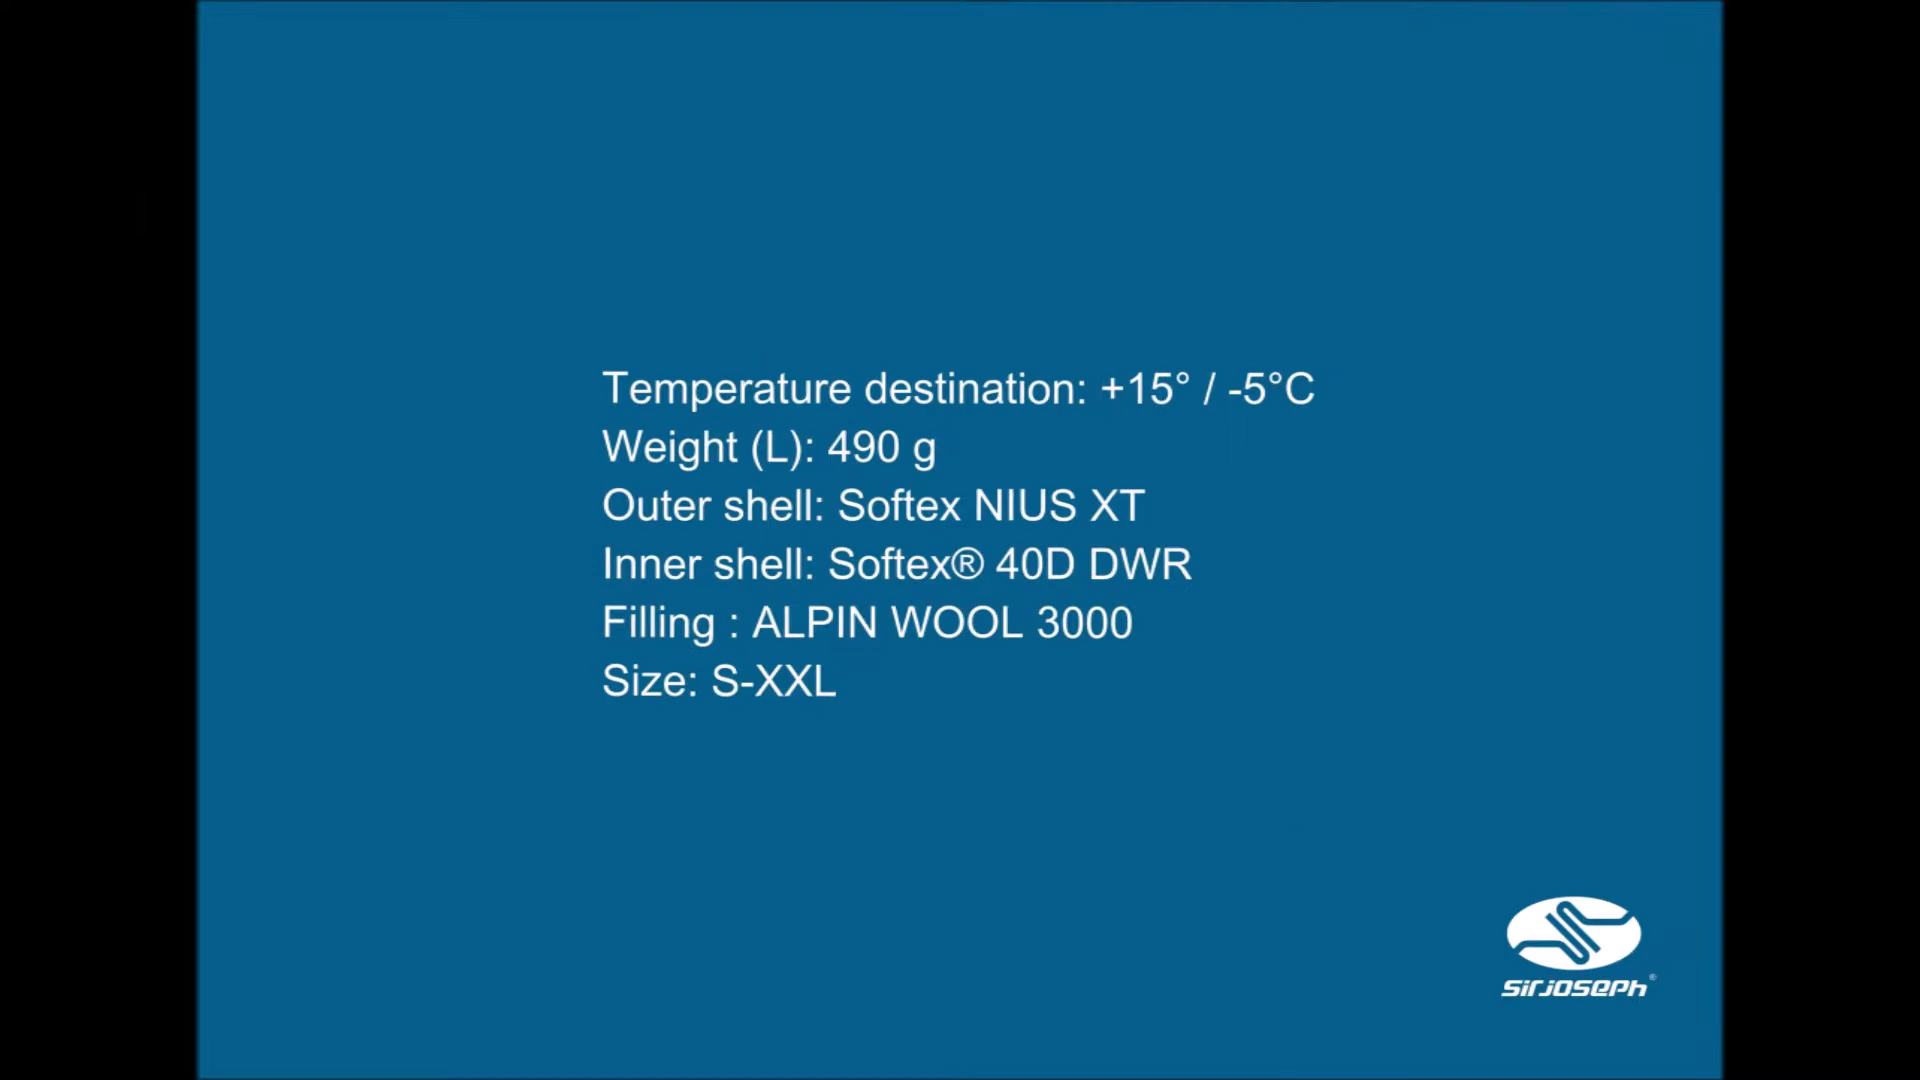 Temperature destination: +15° / -5°C
Weight (L): 490 g
Outer shell: Softex NIUS XT
Inner shell: Softex® 40D DWR
Filling : ALPIN WOOL 3000
Size: S-XXL
sirjoseph®